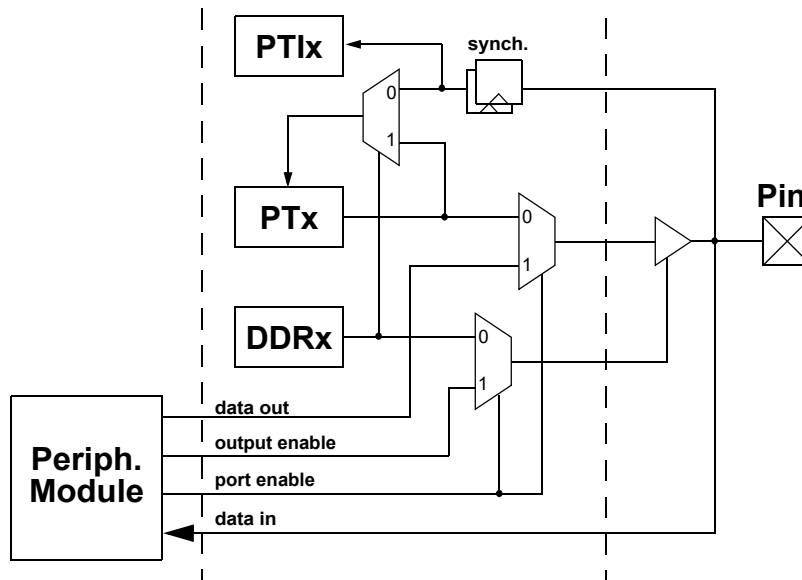 PTIx
synch.
0
1
PTx
Pin
0
1
DDRx
0
1
data out
Periph.
Module
output enable
port enable
data in